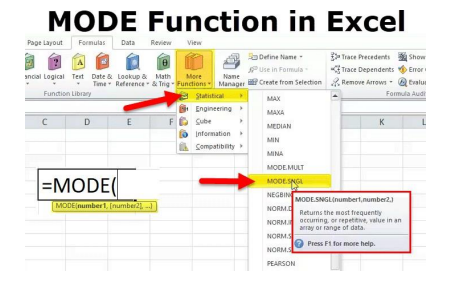 MODE Function in Excel
Page Layout Formulas Data Review View
ancial Logical Text Date & Time Lookup & Reference Math & Trig More Functions Name Manager
Define Name
Use in Formula
Create from Selection
Trace Precedents Show
Trace Dependents Error
Remove Arrows Evalu
Function Library
Formula Audi
Statistical
Engineering
Cube
Information
Compatibility
MAX
MAXA
MEDIAN
MIN
MINA
MODE.MULT
MODE.SNGL
NEGBIN
NORM.D
NORM.I
NORM.S
NORM.S
PEARSON
C D E F K L
=MODE(
MODE(number1, [number2], ...)
MODE.SNGL(number1,number2,)
Returns the most frequently
occurring, or repetitive, value in an
array or range of data.
Press F1 for more help.